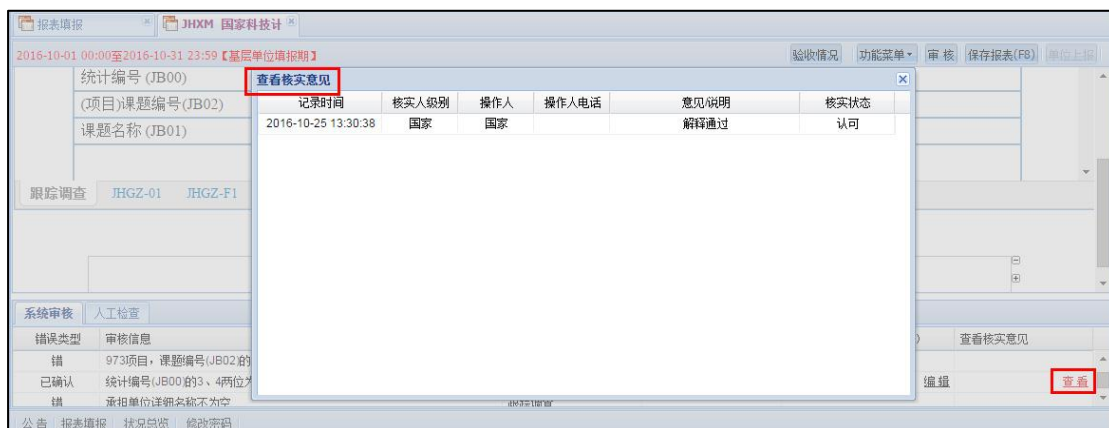 报表填报 JHXM 国家科技计
2016-10-01 00:00至2016-10-31 23:59【基层单位填报期】 验收情况 功能菜单 审核 保存报表(F8) 单位上报
统计编号 (JB00)
(项目)课题编号(JB02)
课题名称 (JB01)
查看核实意见
记录时间 核实人级别 操作人 操作人电话 意见/说明 核实状态
2016-10-25 13:30:38 国家 国家 解释通过 认可
跟踪调查 JHGZ-01 JHGZ-F1
系统审核 人工检查
错误类型 审核信息 ) 查看核实意见
错 973项目，课题编号(JB02)的
已确认 统计编号(JB00)的3、4两位 编辑 查看
错 承担单位详细名称不为空 跟踪调查
公告 报表填报 状况总览 修改密码